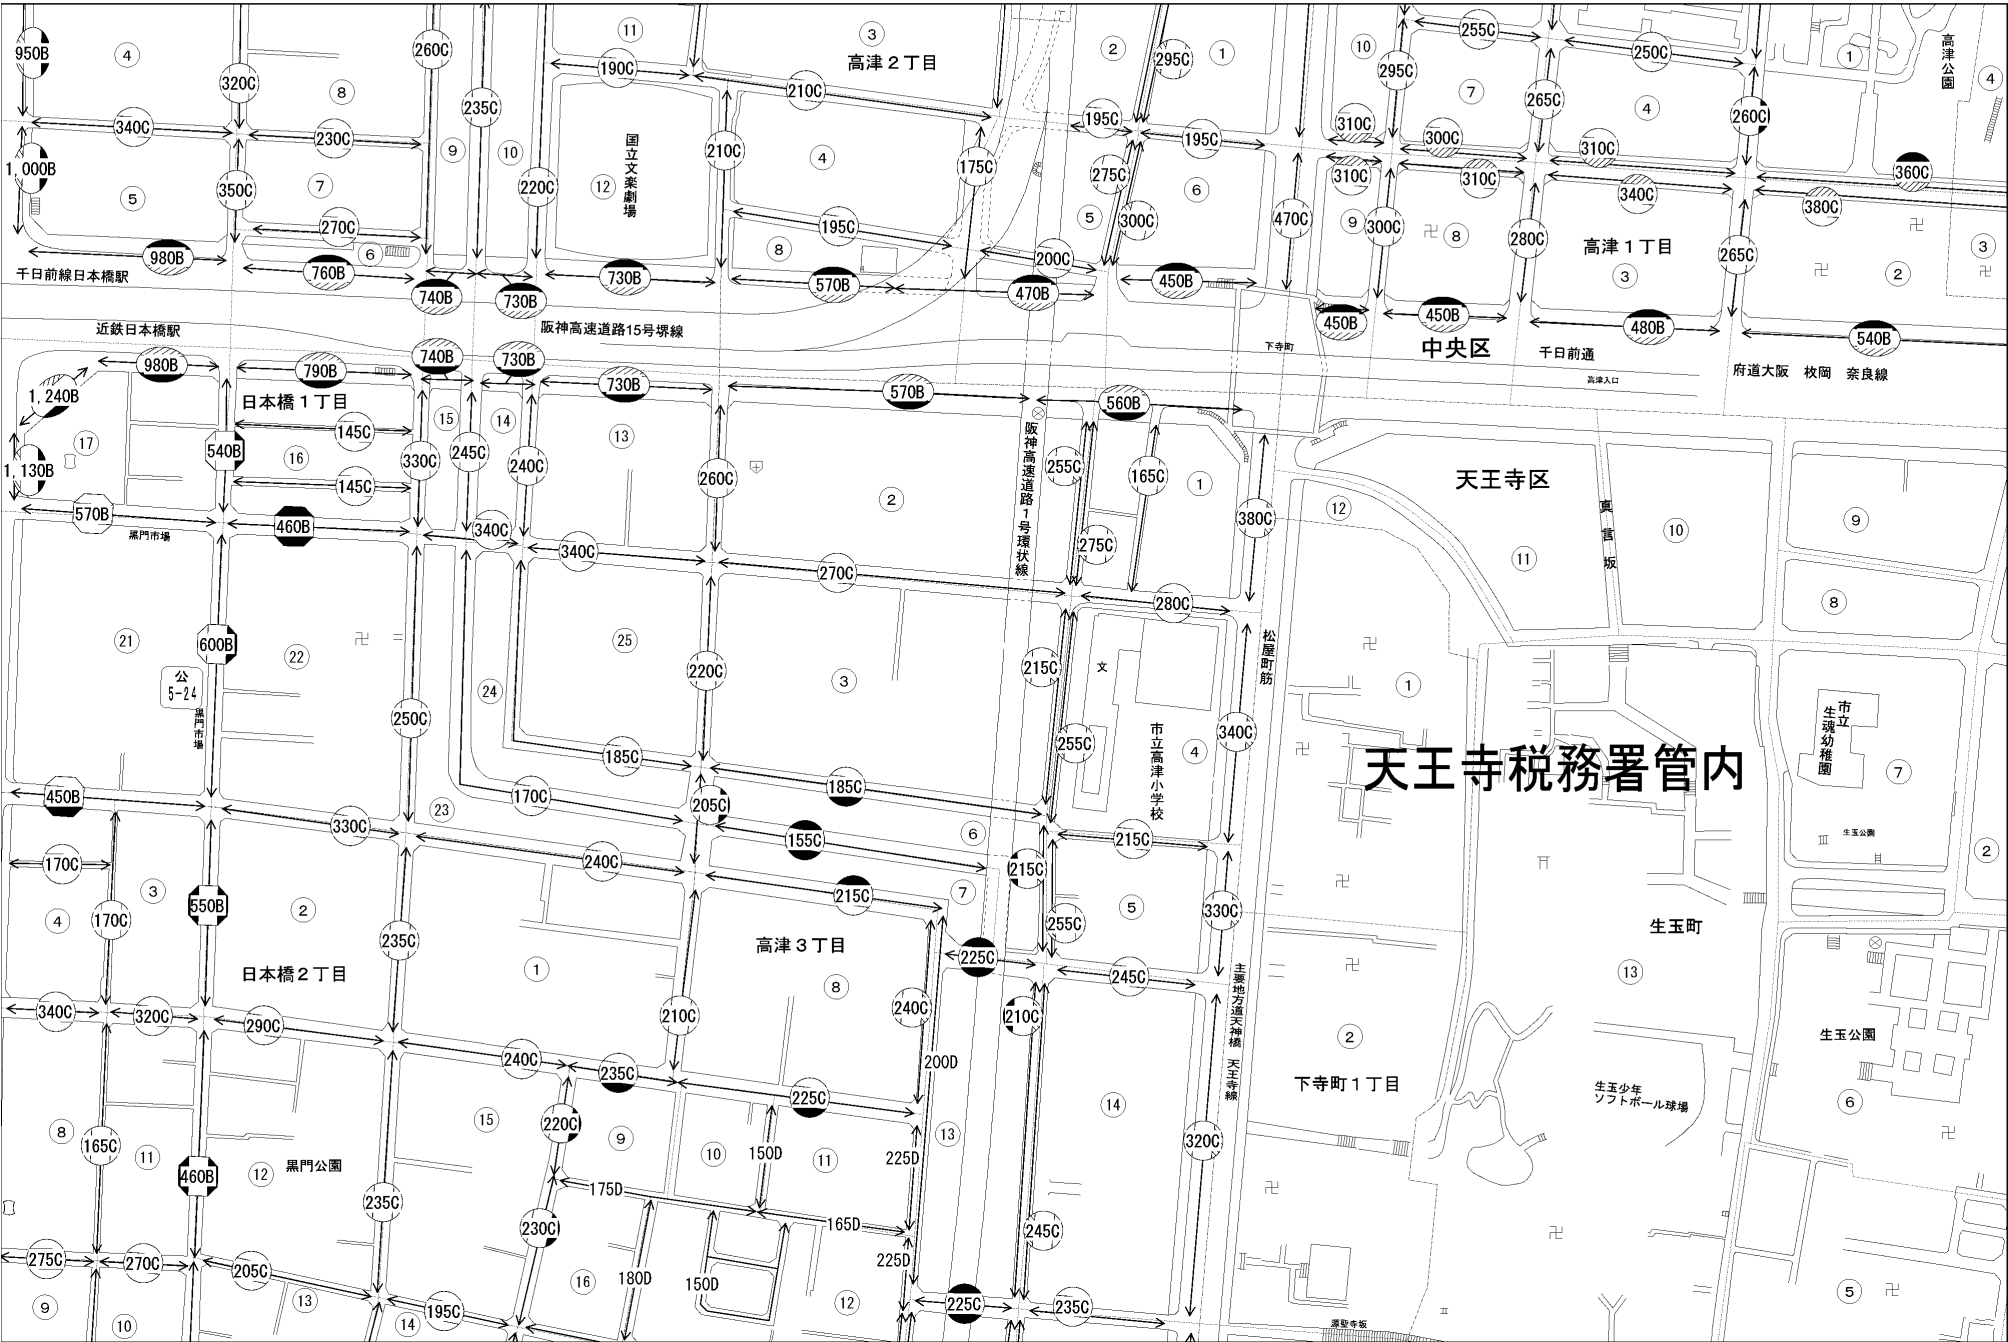 950B
④
260C
235C
220C
⑪
③
高津２丁目
②
295C
①
⑩
255C
250C
①
高津公園
④
320C
⑧
190C
210C
295C
⑦
265C
④
260C
340C
230C
⑨
⑩
国立文楽劇場
210C
④
175C
195C
195C
310C
300C
310C
360C
1,000B
⑤
350C
⑦
220C
⑫
275C
⑥
310C
310C
340C
380C
270C
⑥
195C
⑧
200C
⑤
300C
470C
⑨
300C
⑧
280C
高津１丁目
③
265C
②
③
980B
760B
740B
730B
730B
570B
470B
450B
450B
450B
480B
540B
千日前線日本橋駅
近鉄日本橋駅
阪神高速道路15号堺線
下寺町
中央区
千日前通
高津入口
府道大阪　枚岡　奈良線
980B
790B
740B
730B
730B
570B
560B
1,240B
日本橋１丁目
⑮
⑭
⑬
阪神高速道路１号環状線
⑰
145C
540B
⑯
330C
245C
240C
260C
②
255C
165C
①
天王寺区
1,130B
145C
570B
460B
340C
340C
270C
275C
280C
380C
⑫
⑪
真言坂
⑩
⑨
⑧
黒門市場
㉑
600B
㉒
公
5-24
黒門市場
250C
㉔
㉕
220C
③
215C
文
市立高津小学校
④
松屋町筋
340C
①
天王寺税務署管内
市立
生魂幼稚園
⑦
生玉公園
②
450B
330C
㉓
170C
185C
205C
185C
255C
170C
③
④
170C
550B
②
240C
155C
⑥
215C
215C
⑦
215C
255C
⑤
330C
生玉町
⑬
日本橋２丁目
235C
①
高津３丁目
⑧
225C
245C
340C
320C
290C
210C
240C
210C
主要地方道天神橋　天王寺線
②
下寺町１丁目
生玉少年
ソフトボール球場
生玉公園
⑥
240C
235C
225C
200D
⑭
⑧
165C
⑪
460B
⑫
黒門公園
⑮
220C
⑨
⑩
150D
⑪
225D
⑬
320C
235C
175D
165D
230C
245C
275C
270C
205C
195C
⑯
180D
150D
225D
⑫
225C
235C
⑨
⑩
⑬
⑭
源聖寺坂
⑤